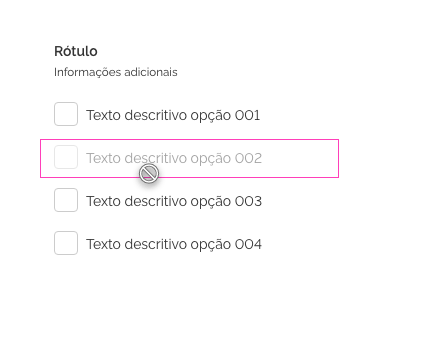 Rótulo
Informações adicionais
Texto descritivo opção 001
Texto descritivo opção 002
Texto descritivo opção 003
Texto descritivo opção 004